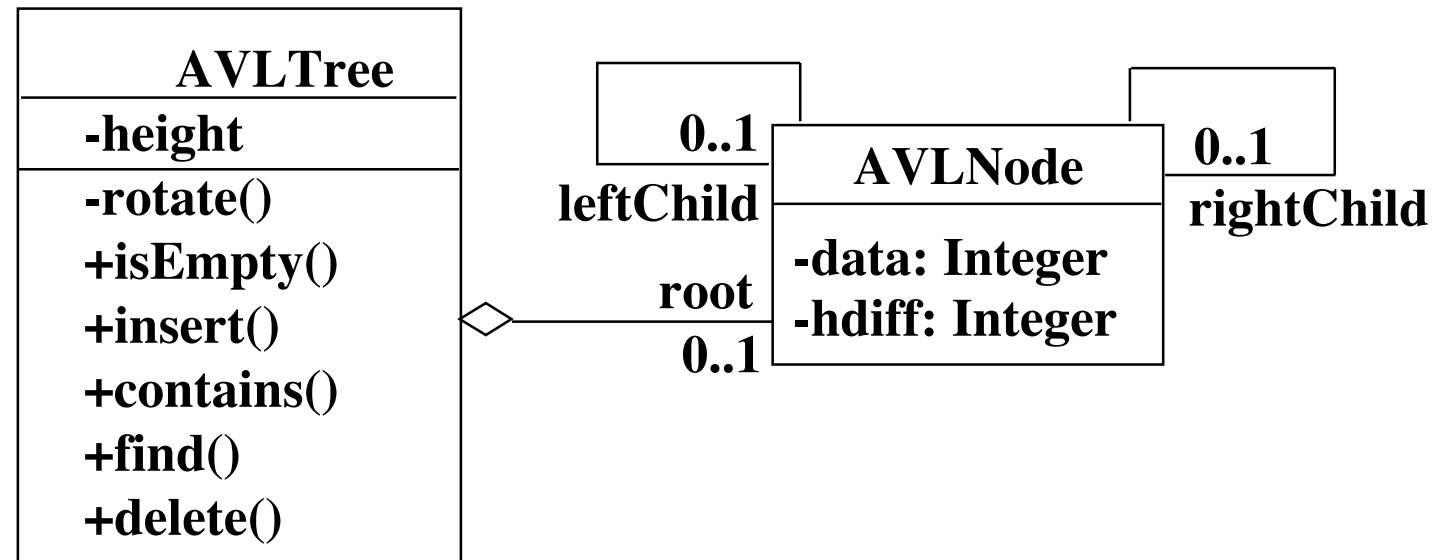 AVLTree
-height
-rotate()
+isEmpty()
+insert()
+contains()
+find()
+delete()
0..1
leftChild
root
0..1
AVLNode
-data: Integer
-hdiff: Integer
0..1
rightChild